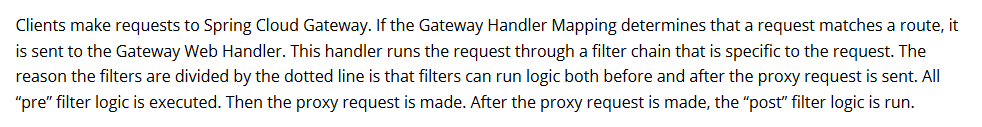 Clients make requests to Spring Cloud Gateway. If the Gateway Handler Mapping determines that a request matches a route, it
is sent to the Gateway Web Handler. This handler runs the request through a filter chain that is specific to the request. The
reason the filters are divided by the dotted line is that filters can run logic both before and after the proxy request is sent. All
“pre” filter logic is executed. Then the proxy request is made. After the proxy request is made, the “post” filter logic is run.